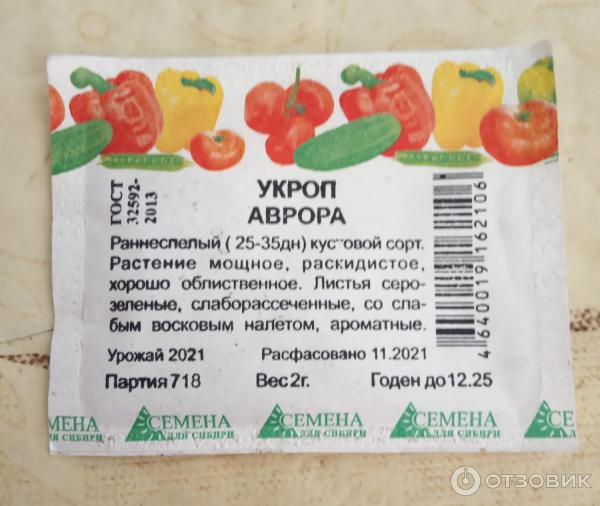 ГОСТ
32592-
2013
УКРОП
АВРОРА
Раннеспелый ( 25-35дн) кустовой сорт.
Растение мощное, раскидистое,
хорошо облиственное. Листья серо-
зеленые, слаборассеченные, со сла-
бым восковым налетом, ароматные.
Урожай 2021 Расфасовано 11.2021
Партия 718 Вес 2г. Годен до 12.25
4 640019 162106
СЕМЕНА
ДЛЯ СИБИРИ
СЕМЕНА
ДЛЯ СИБИРИ
СЕМЕНА
ДЛЯ СИБИРИ
СЕМЕНА
ДЛЯ СИБИРИ
ОТЗОВИК